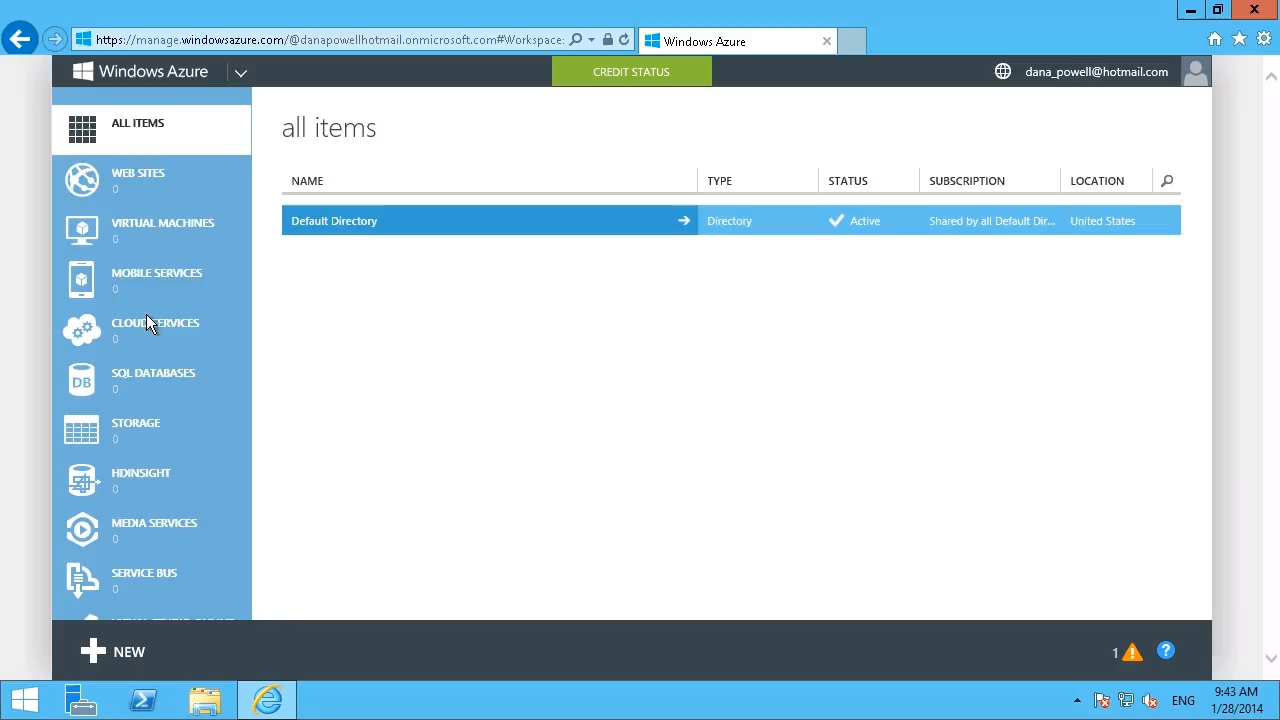 https://manage.windowsazure.com/@danapowellhotmail.onmicrosoft.com#Workspace:
Windows Azure
Windows Azure
CREDIT STATUS
dana_powell@hotmail.com
ALL ITEMS
WEB SITES
0
VIRTUAL MACHINES
0
MOBILE SERVICES
0
CLOUD SERVICES
0
SQL DATABASES
0
DB
STORAGE
0
HDINSIGHT
0
MEDIA SERVICES
0
SERVICE BUS
0
all items
NAME TYPE STATUS SUBSCRIPTION LOCATION
Default Directory Directory Active Shared by all Default Dir... United States
NEW
1
?
ENG
9:43 AM
1/28/2014